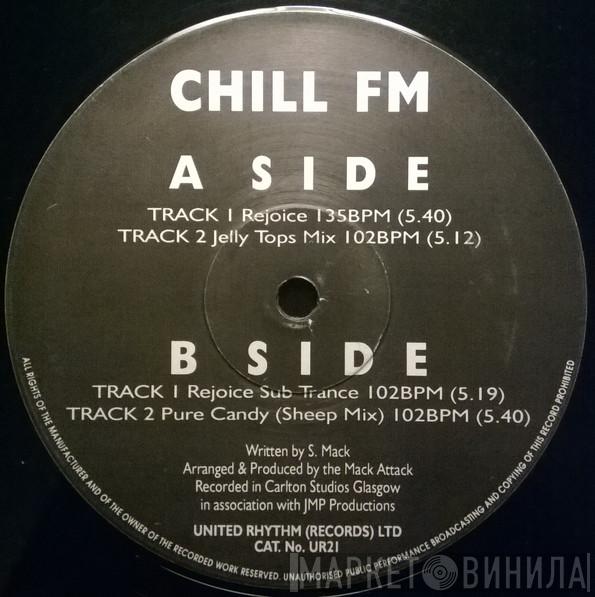 CHILL FM
A SIDE
TRACK 1 Rejoice 135BPM (5.40)
TRACK 2 Jelly Tops Mix 102BPM (5.12)
B SIDE
TRACK 1 Rejoice Sub Trance 102BPM (5.19)
TRACK 2 Pure Candy (Sheep Mix) 102BPM (5.40)
Written by S. Mack
Arranged & Produced by the Mack Attack
Recorded in Carlton Studios Glasgow
in association with JMP Productions
UNITED RHYTHM (RECORDS) LTD
CAT. No. UR21
ALL RIGHTS OF THE MANUFACTURER AND OF THE OWNER OF THE RECORDED WORK RESERVED. UNAUTHORISED PUBLIC PERFORMANCE BROADCASTING AND COPYING OF THIS RECORD PROHIBITED
МАРКЕТ ВИНИЛА